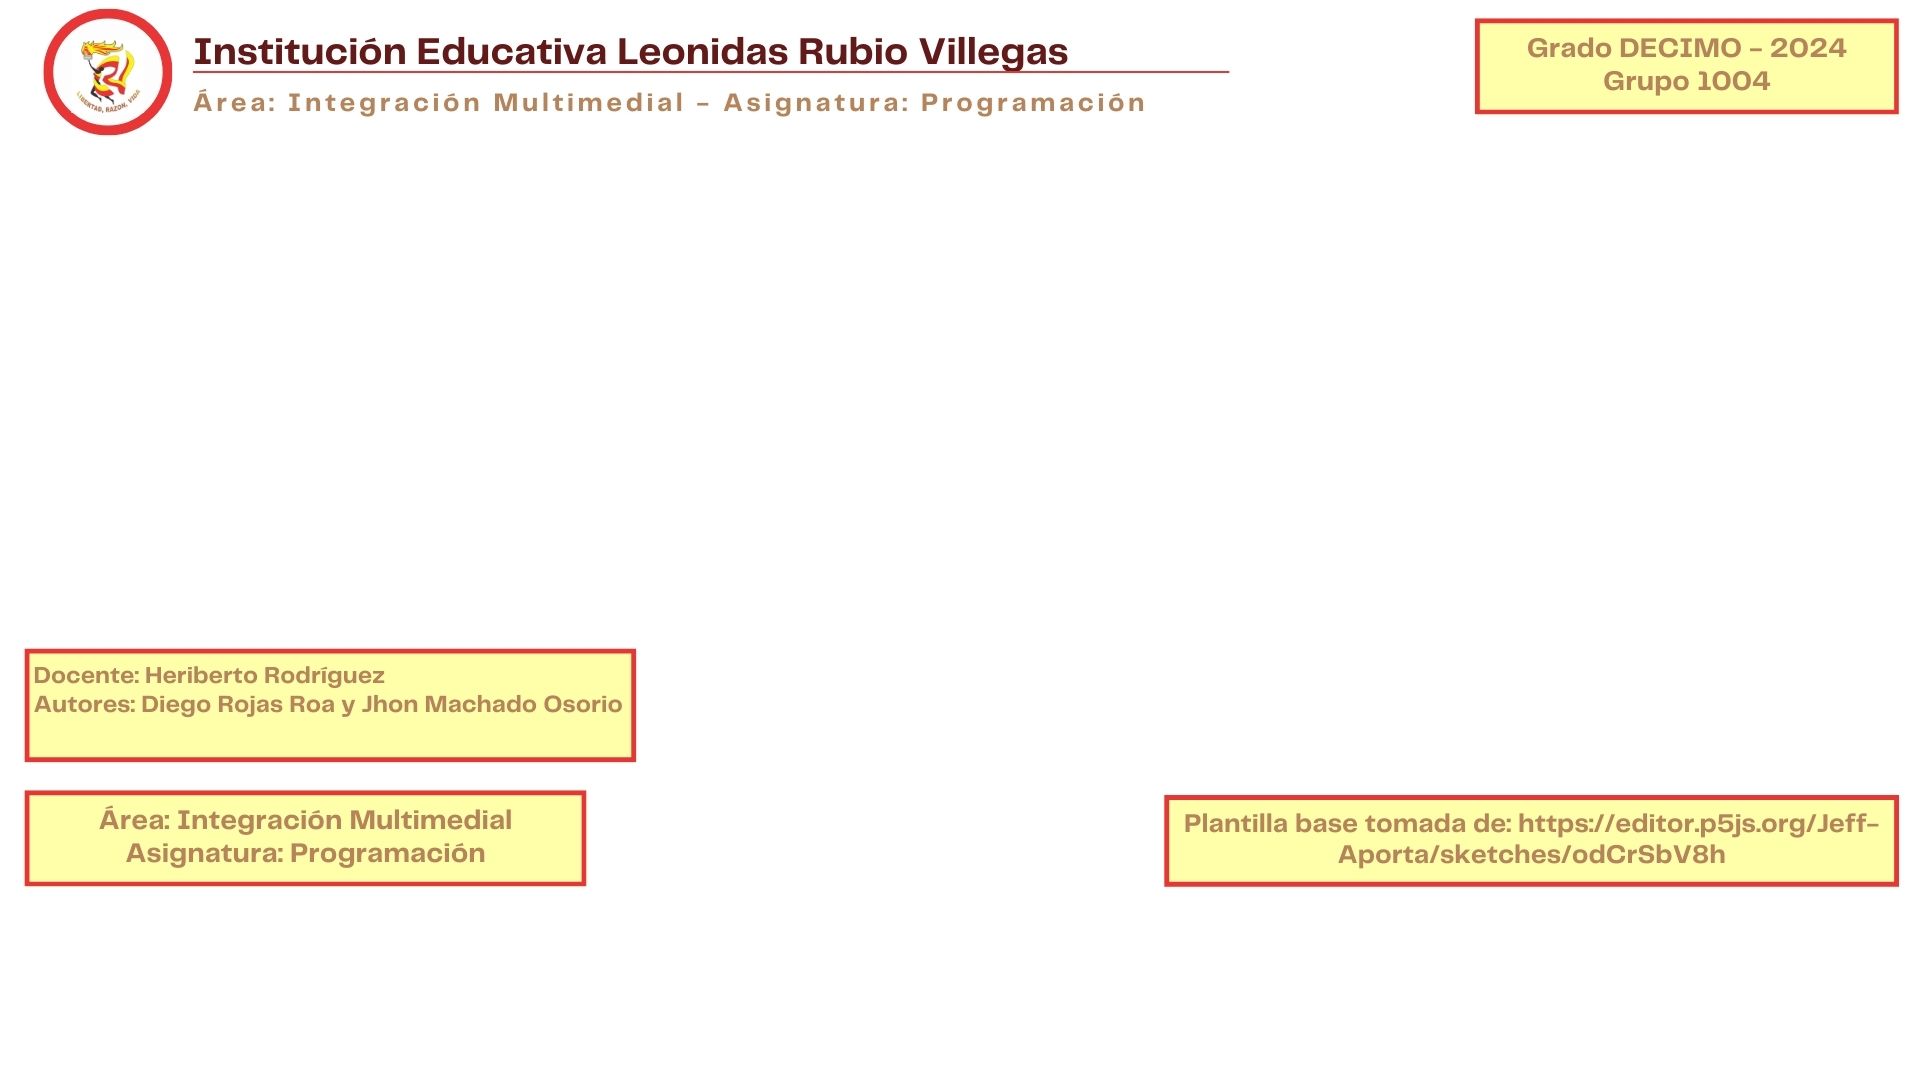 Institución Educativa Leonidas Rubio Villegas
Área: Integración Multimedial - Asignatura: Programación
LIBERTAD, RAZON, VIDA
Grado DECIMO - 2024
Grupo 1004
Docente: Heriberto Rodríguez
Autores: Diego Rojas Roa y Jhon Machado Osorio
Área: Integración Multimedial
Asignatura: Programación
Plantilla base tomada de: https://editor.p5js.org/Jeff-
Aporta/sketches/odCrSbV8h